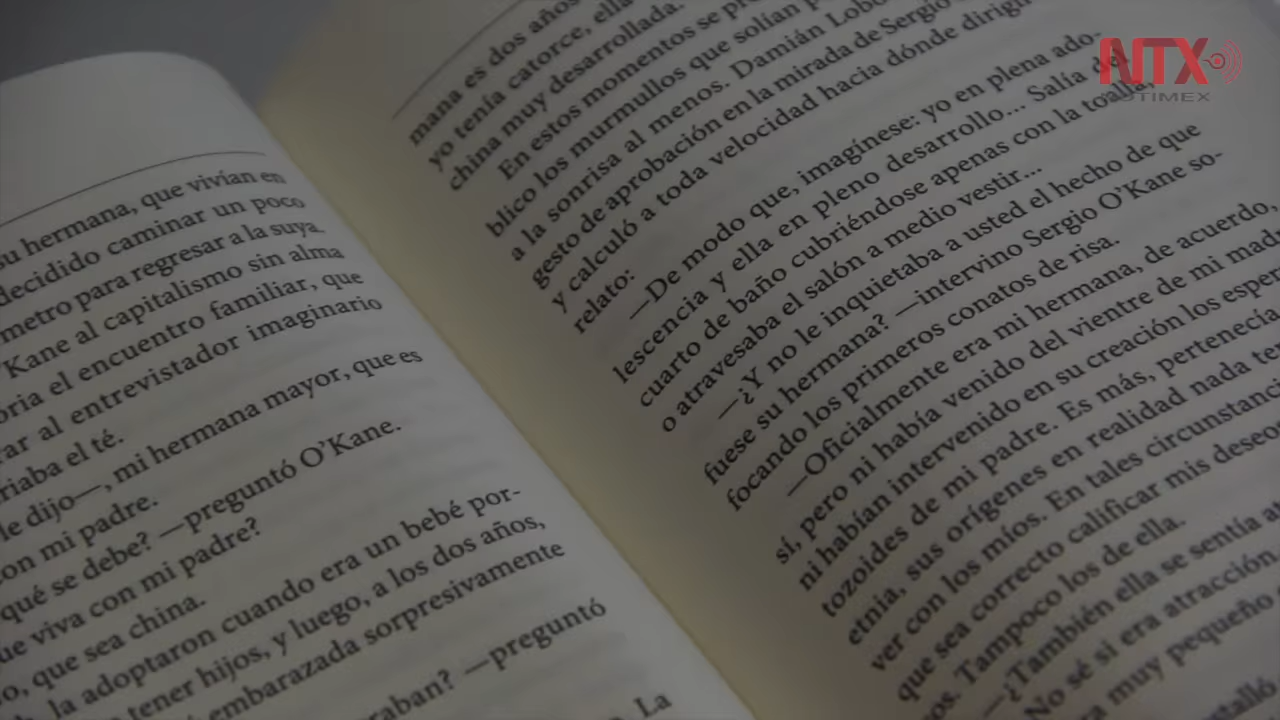 su hermana, que vivían en
decidido caminar un poco
metro para regresar a la suya.
Kane al capitalismo sin alma
el encuentro familiar, que
al entrevistador imaginario
el té.
le dijo—, mi hermana mayor, que es
con mi padre.
qué se debe? —preguntó O'Kane.
que viva con mi padre?
que sea china.
la adoptaron cuando era un bebé por-
tener hijos, y luego, a los dos años,
embarazada sorpresivamente
—preguntó
La
mana es dos años
yo tenía catorce, ella
china muy desarrollada.
En estos momentos se
blico los murmullos que solían
a la sonrisa al menos. Damián Lobo
gesto de aprobación en la mirada de Sergio
y calculó a toda velocidad hacia dónde dirigir
relato:
—De modo que, imagínese: yo en plena ado-
lescencia y ella en pleno desarrollo... Salía del
cuarto de baño cubriéndose apenas con la toalla,
o atravesaba el salón a medio vestir...
—¿Y no le inquietaba a usted el hecho de que
fuese su hermana? —intervino Sergio O'Kane so-
focando los primeros conatos de risa.
—Oficialmente era mi hermana, de acuerdo,
sí, pero ni había venido del vientre de mi
ni habían intervenido en su creación los
tozoides de mi padre. Es más, pertenecía
etnia, sus orígenes en realidad nada
ver con los míos. En tales
que sea correcto calificar mis deseos
Tampoco los de ella.
—¿También ella se sentía
No sé si era atracción
muy pequeño
NTX
NOTIMEX